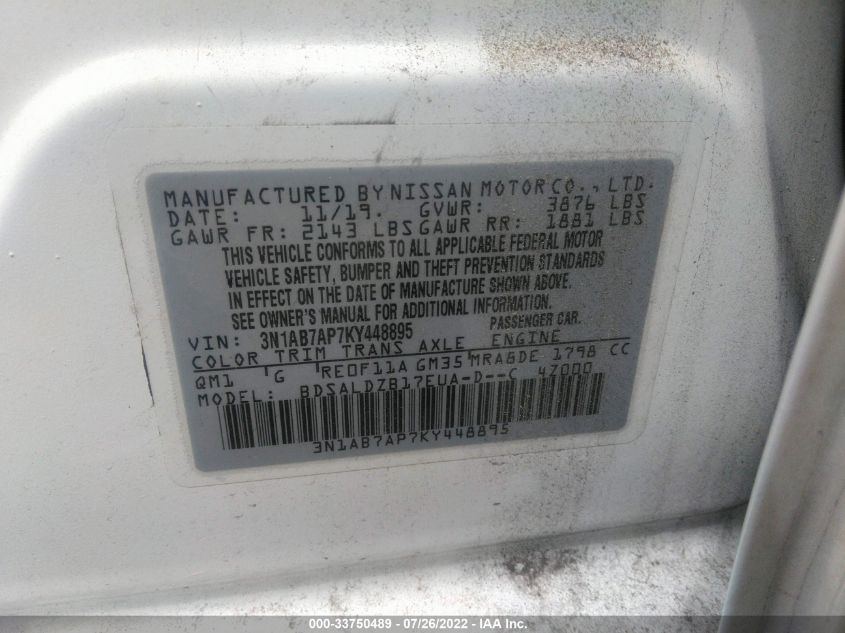 MANUFACTURED BY NISSAN MOTOR CO., LTD.
DATE: 11/19. GVWR: 3876 LBS
GAWR FR: 2143 LBS GAWR RR: 1881 LBS
THIS VEHICLE CONFORMS TO ALL APPLICABLE FEDERAL MOTOR
VEHICLE SAFETY, BUMPER AND THEFT PREVENTION STANDARDS
IN EFFECT ON THE DATE OF MANUFACTURE SHOWN ABOVE.
SEE OWNER'S MANUAL FOR ADDITIONAL INFORMATION.
VIN: 3N1AB7AP7KY448895 PASSENGER CAR.
COLOR TRIM TRANS AXLE ENGINE
QM1 G RE0F11A GM35 MRA8DE 1798 CC
MODEL: BDSALDZB17EUA-D--C 4Z000
3N1AB7AP7KY448895
000-33750489 - 07/26/2022 - IAA Inc.